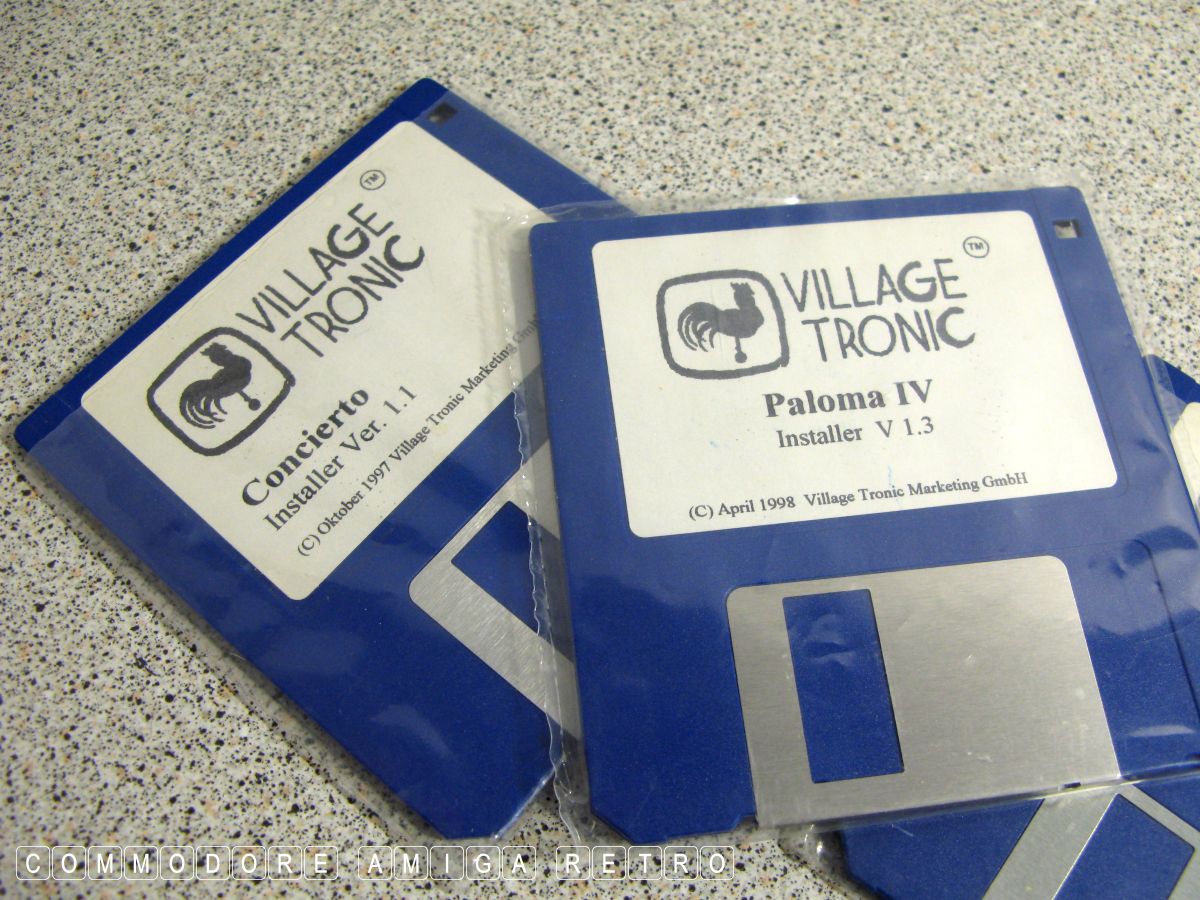 VILLAGE
TRONIC
TM
Concierto
Installer Ver. 1.1
(C) Oktober 1997 Village Tronic Marketing GmbH
VILLAGE
TRONIC
TM
Paloma IV
Installer V 1.3
(C) April 1998 Village Tronic Marketing GmbH
COMMODORE AMIGA RETRO